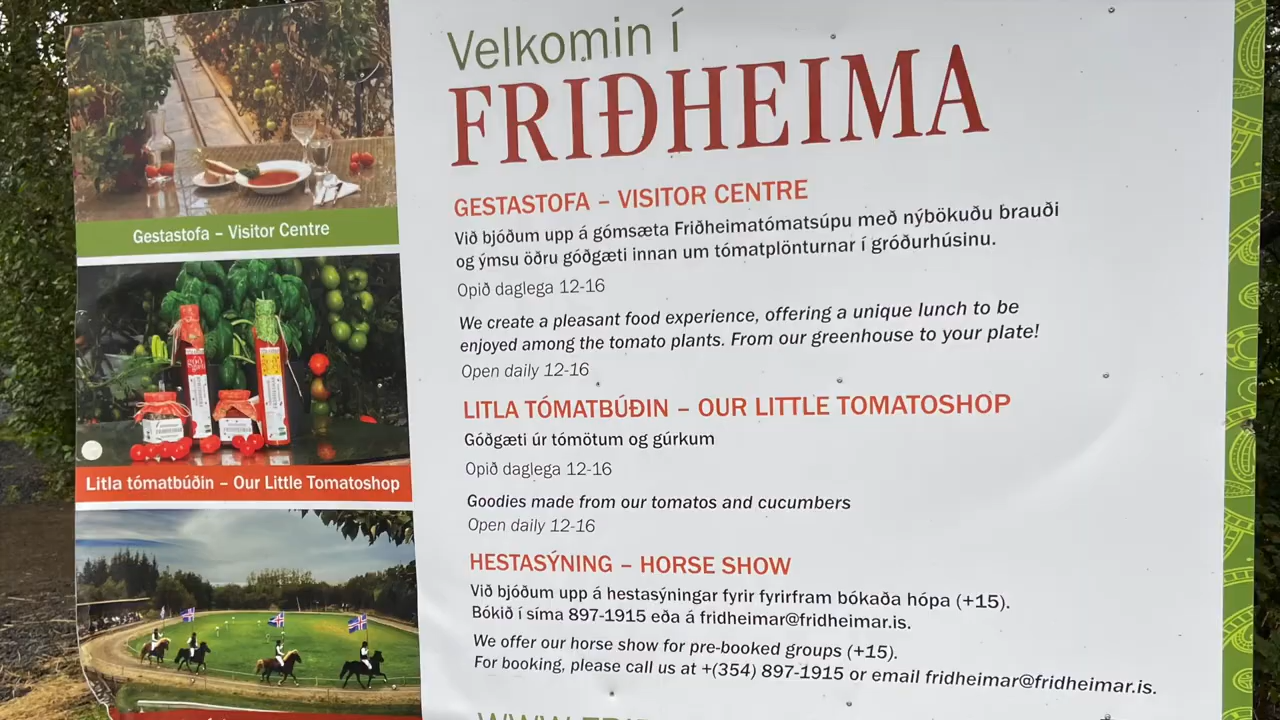 Velkomin í
FRIÐHEIMA
GESTASTOFA – VISITOR CENTRE
Við bjóðum upp á gómsæta Friðheimatómatsúpu með nýbökuðu brauði
og ýmsu öðru góðgæti innan um tómatplönturnar í gróðurhúsinu.
Opið daglega 12-16
We create a pleasant food experience, offering a unique lunch to be
enjoyed among the tomato plants. From our greenhouse to your plate!
Open daily 12-16
LITLA TÓMATBÚÐIN – OUR LITTLE TOMATOSHOP
Góðgæti úr tómötum og gúrkum
Opið daglega 12-16
Goodies made from our tomatos and cucumbers
Open daily 12-16
HESTASÝNING – HORSE SHOW
Við bjóðum upp á hestasýningar fyrir fyrirfram bókaða hópa (+15).
Bókið í síma 897-1915 eða á fridheimar@fridheimar.is.
We offer our horse show for pre-booked groups (+15).
For booking, please call us at +(354) 897-1915 or email fridheimar@fridheimar.is.
Gestastofa – Visitor Centre
Litla tómatbúðin – Our Little Tomatoshop